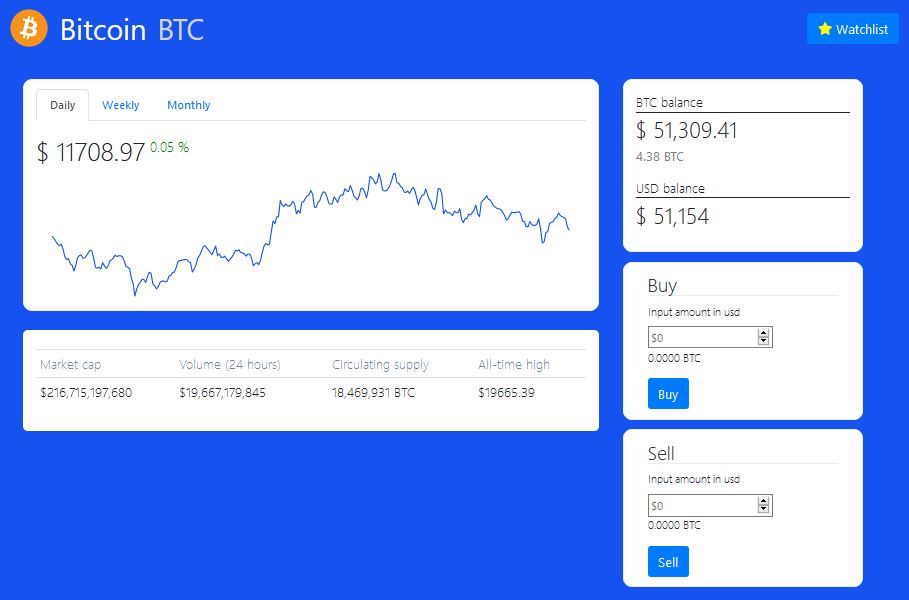 Bitcoin BTC
Watchlist
Daily Weekly Monthly
$ 11708.97 0.05 %
Market cap Volume (24 hours) Circulating supply All-time high
$216,715,197,680 $19,667,179,845 18,469,931 BTC $19665.39
BTC balance
$ 51,309.41
4.38 BTC
USD balance
$ 51,154
Buy
Input amount in usd
$0
0.0000 BTC
Buy
Sell
Input amount in usd
$0
0.0000 BTC
Sell